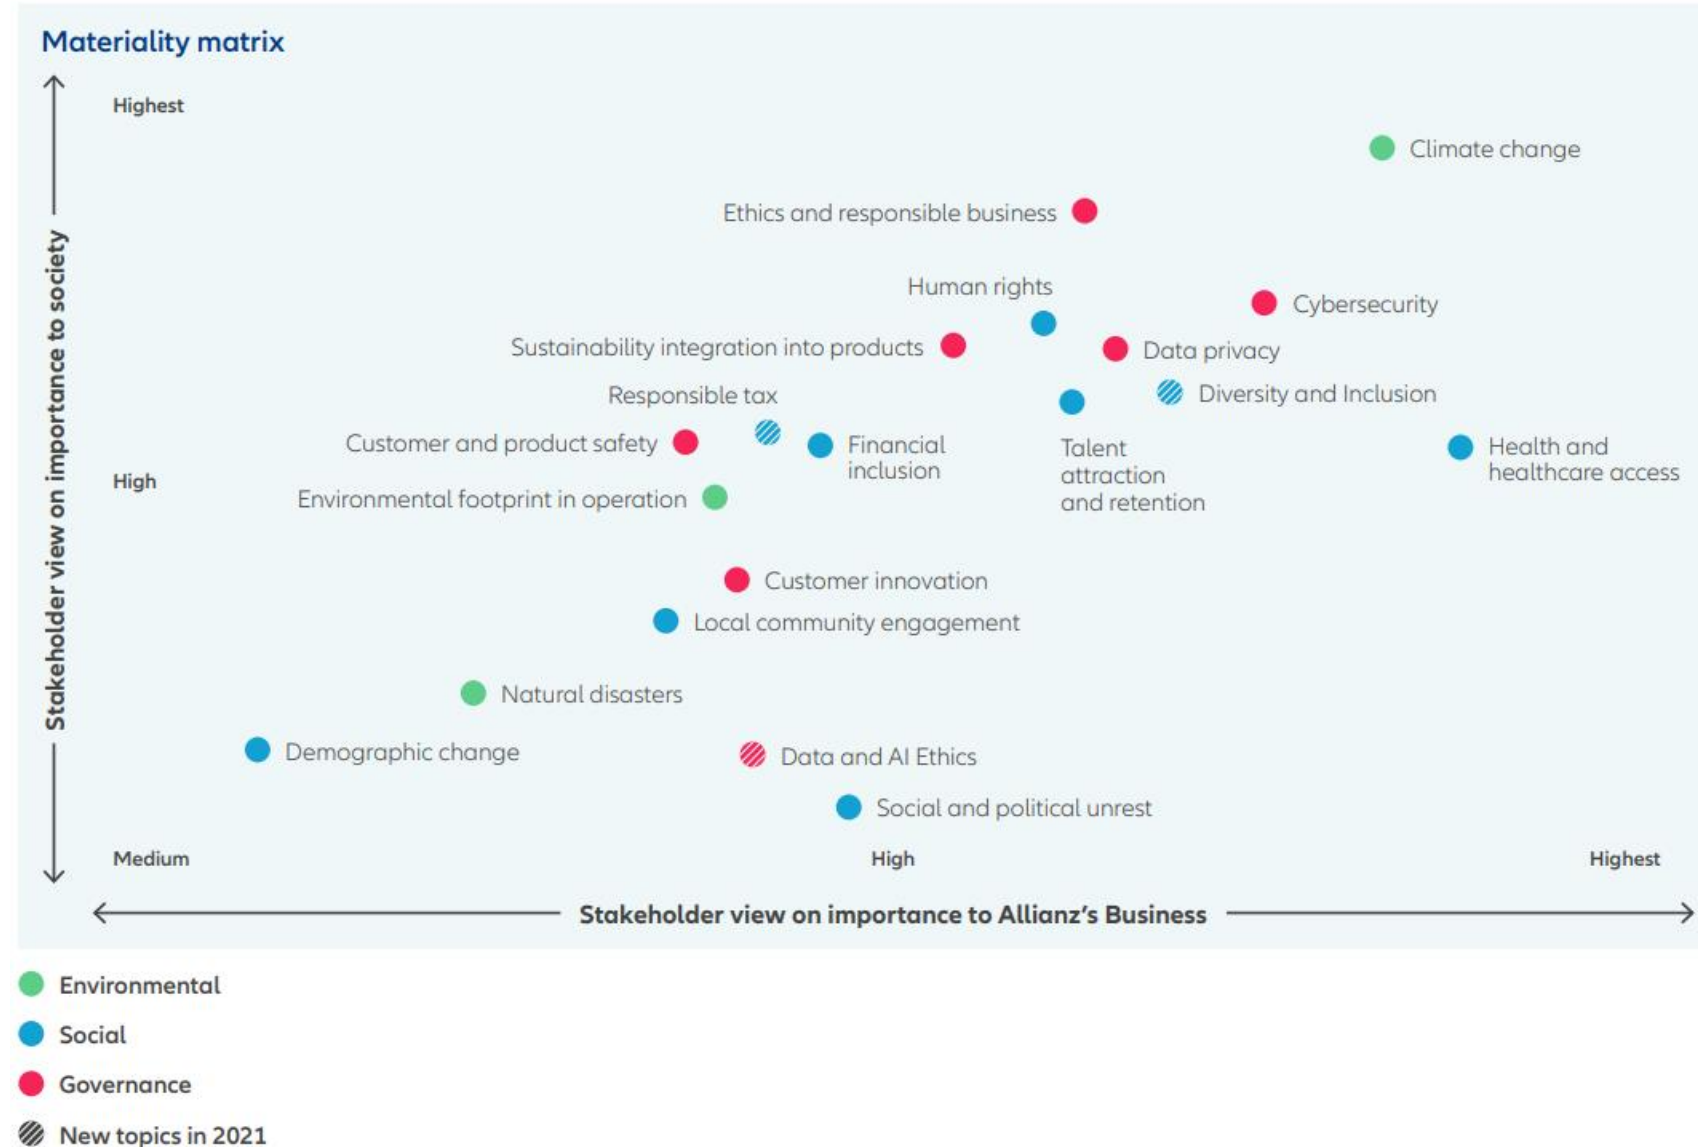 Materiality matrix
Highest
Climate change
Ethics and responsible business
Human rights
Cybersecurity
Sustainability integration into products
Data privacy
Responsible tax
Diversity and Inclusion
Customer and product safety
Financial
inclusion
Talent
attraction
and retention
Health and
healthcare access
High
Environmental footprint in operation
Customer innovation
Local community engagement
Natural disasters
Demographic change
Data and AI Ethics
Social and political unrest
Stakeholder view on importance to society
Medium
High
Highest
Stakeholder view on importance to Allianz’s Business
Environmental
Social
Governance
New topics in 2021